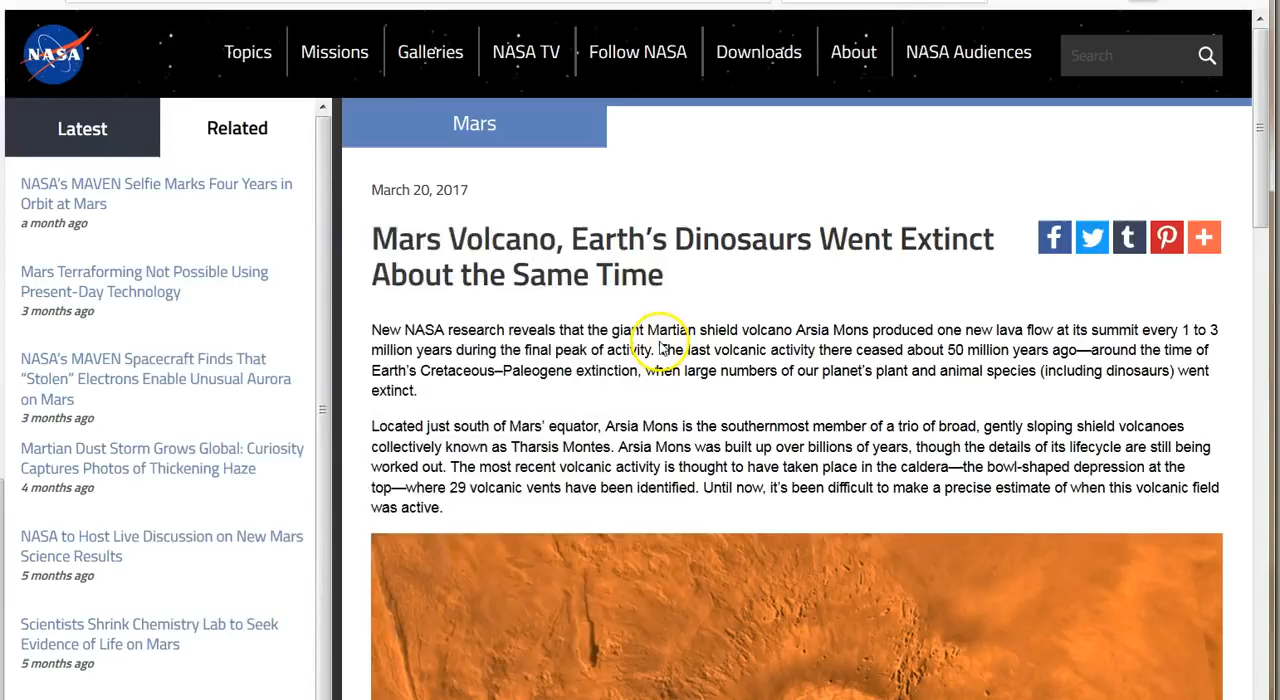 NASA
Topics
Missions
Galleries
NASA TV
Follow NASA
Downloads
About
NASA Audiences
Search
Latest
Related
NASA's MAVEN Selfie Marks Four Years in
Orbit at Mars
a month ago
Mars Terraforming Not Possible Using
Present-Day Technology
3 months ago
NASA's MAVEN Spacecraft Finds That
“Stolen” Electrons Enable Unusual Aurora
on Mars
3 months ago
Martian Dust Storm Grows Global: Curiosity
Captures Photos of Thickening Haze
4 months ago
NASA to Host Live Discussion on New Mars
Science Results
5 months ago
Scientists Shrink Chemistry Lab to Seek
Evidence of Life on Mars
5 months ago
Mars
March 20, 2017
Mars Volcano, Earth's Dinosaurs Went Extinct
About the Same Time
New NASA research reveals that the giant Martian shield volcano Arsia Mons produced one new lava flow at its summit every 1 to 3
million years during the final peak of activity. The last volcanic activity there ceased about 50 million years ago—around the time of
Earth's Cretaceous–Paleogene extinction, when large numbers of our planet's plant and animal species (including dinosaurs) went
extinct.
Located just south of Mars' equator, Arsia Mons is the southernmost member of a trio of broad, gently sloping shield volcanoes
collectively known as Tharsis Montes. Arsia Mons was built up over billions of years, though the details of its lifecycle are still being
worked out. The most recent volcanic activity is thought to have taken place in the caldera—the bowl-shaped depression at the
top—where 29 volcanic vents have been identified. Until now, it's been difficult to make a precise estimate of when this volcanic field
was active.